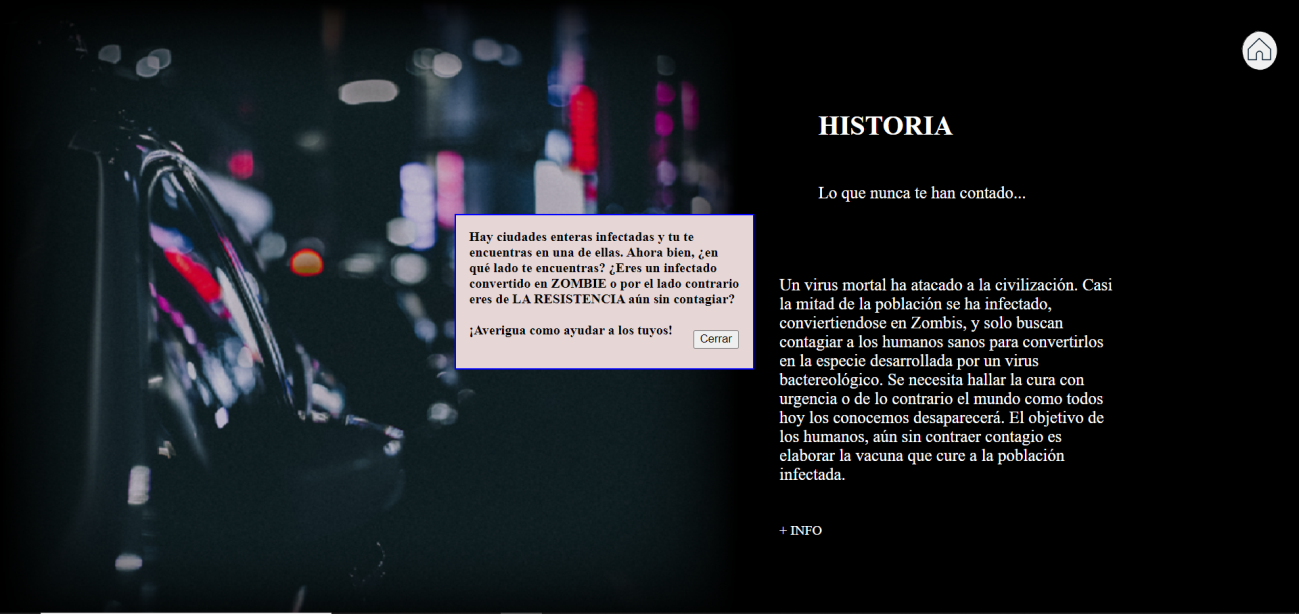 HISTORIA
Lo que nunca te han contado...
Hay ciudades enteras infectadas y tu te
encuentras en una de ellas. Ahora bien, ¿en
qué lado te encuentras? ¿Eres un infectado
convertido en ZOMBIE o por el lado contrario
eres de LA RESISTENCIA aún sin contagiar?
¡Averigua como ayudar a los tuyos!
Cerrar
Un virus mortal ha atacado a la civilización. Casi
la mitad de la población se ha infectado,
conviertiendose en Zombis, y solo buscan
contagiar a los humanos sanos para convertirlos
en la especie desarrollada por un virus
bactereológico. Se necesita hallar la cura con
urgencia o de lo contrario el mundo como todos
hoy los conocemos desaparecerá. El objetivo de
los humanos, aún sin contraer contagio es
elaborar la vacuna que cure a la población
infectada.
+ INFO